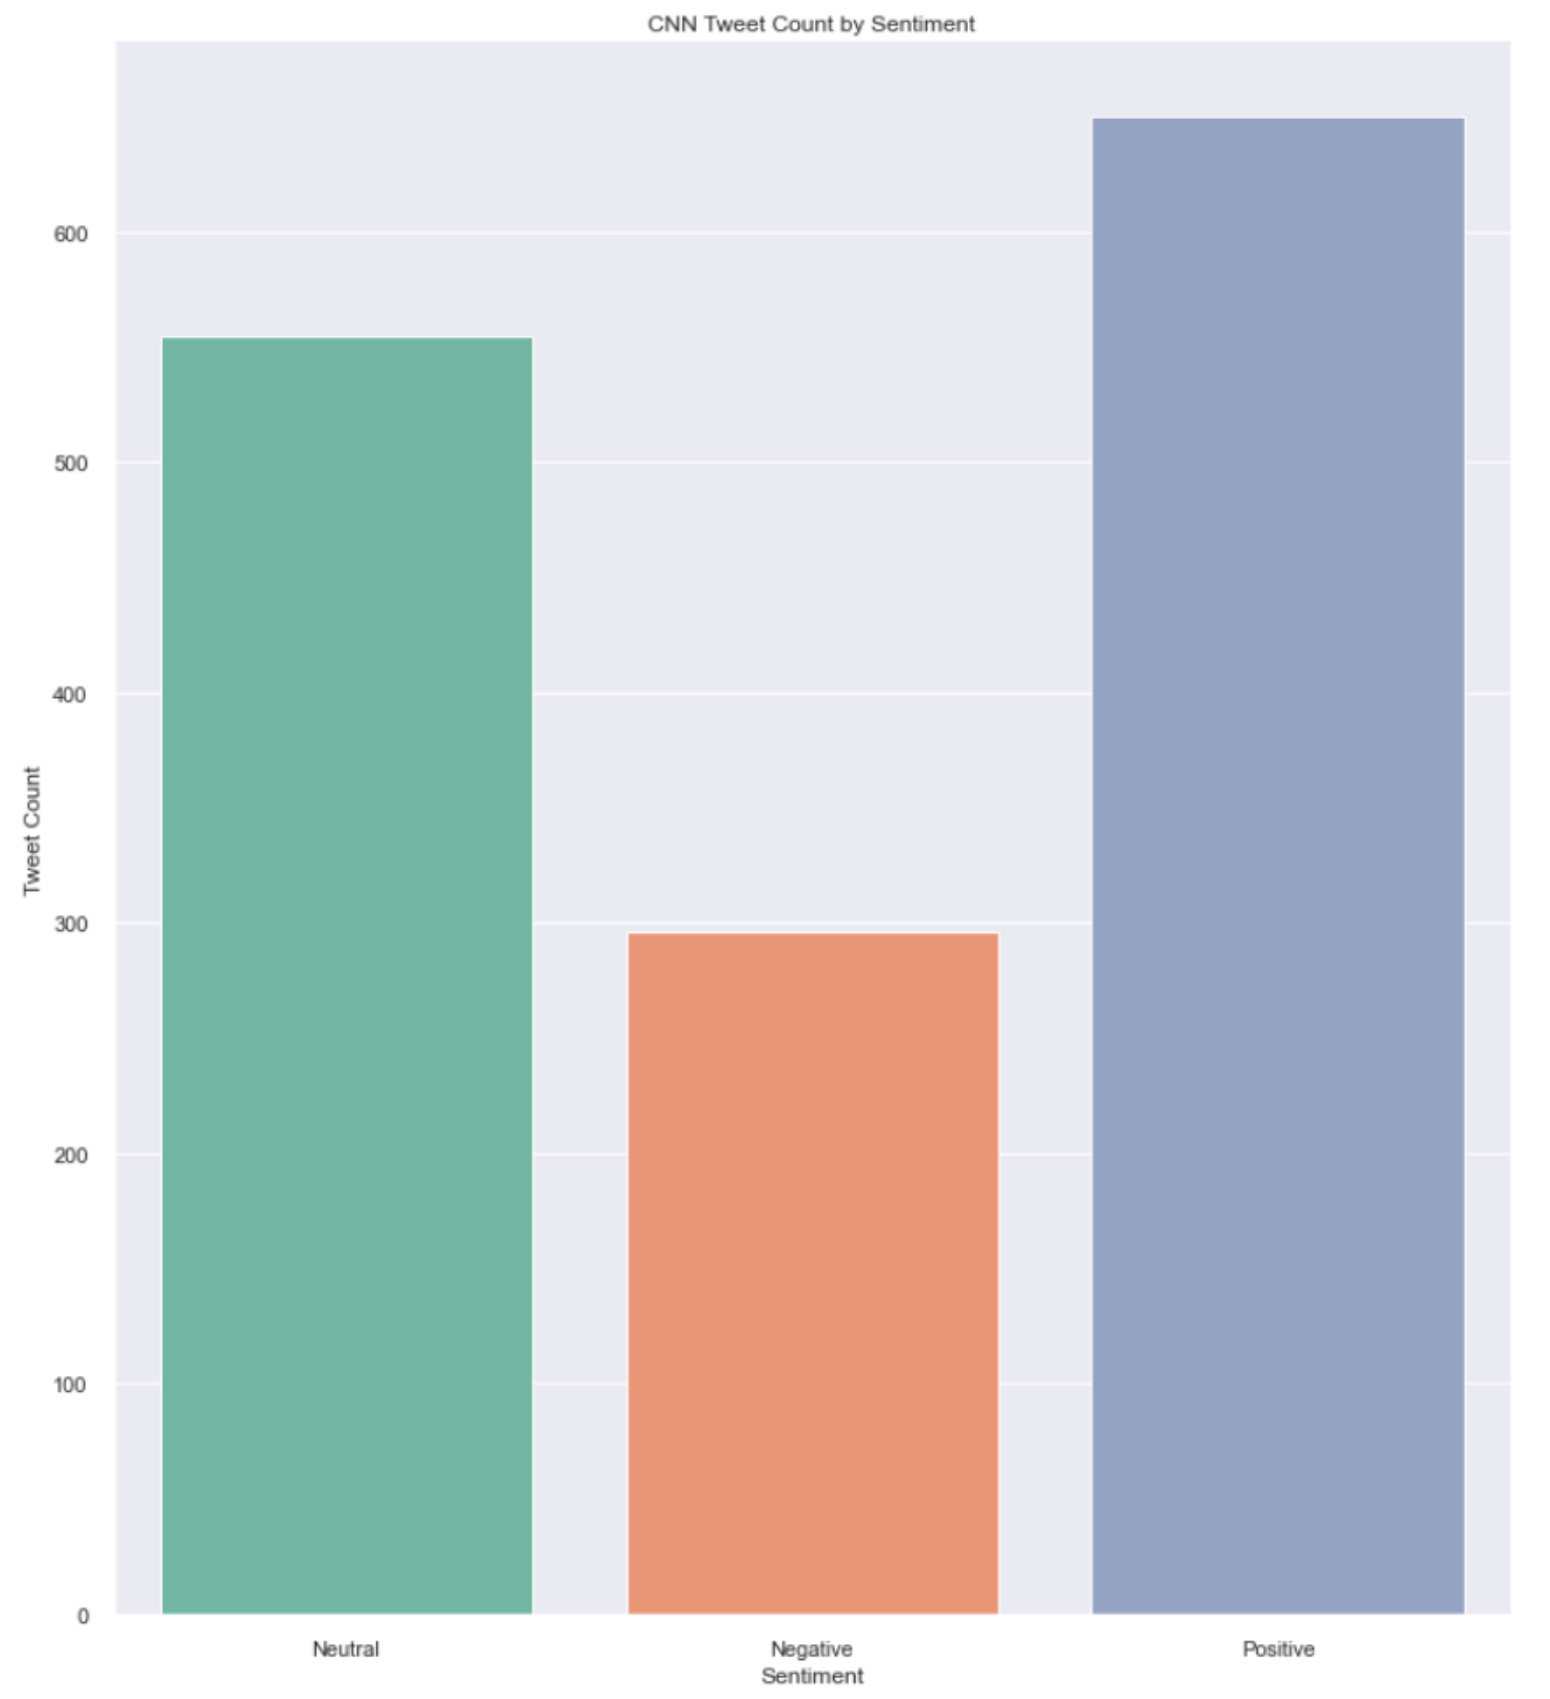 CNN Tweet Count by Sentiment
600
500
400
300
200
100
0
Tweet Count
Neutral
Negative
Positive
Sentiment